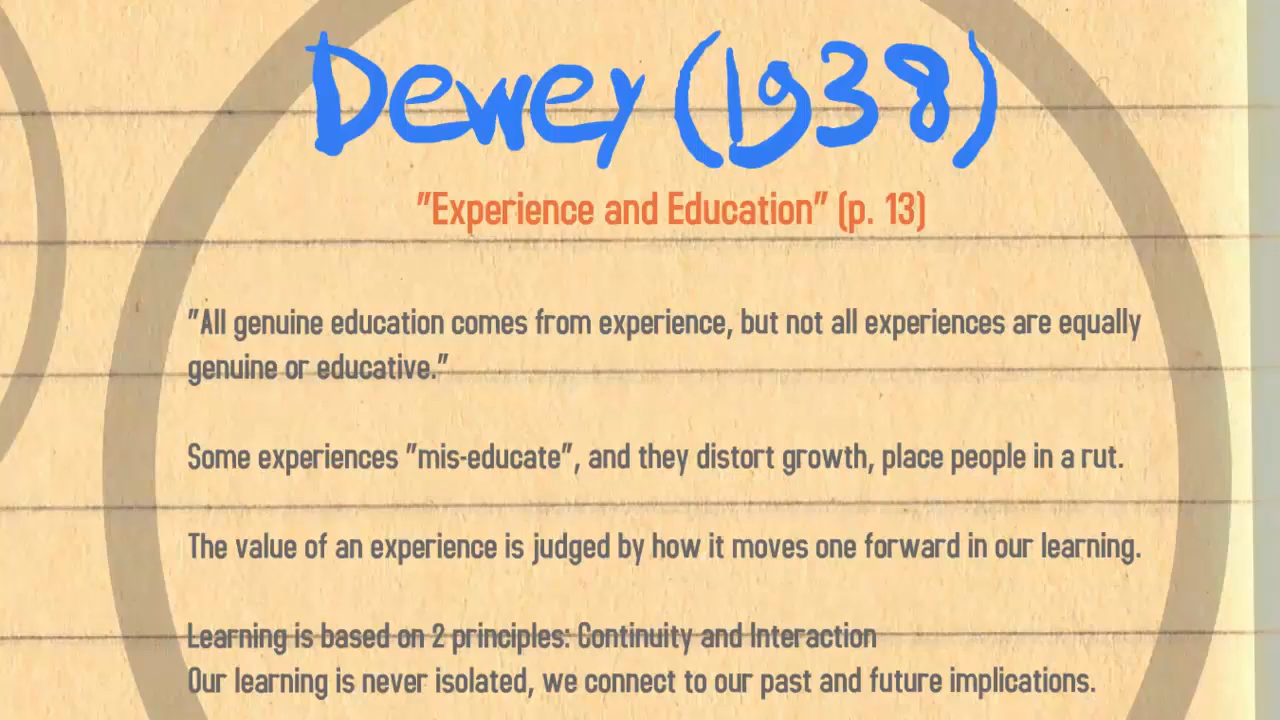 Dewey (1938)
"Experience and Education" (p. 13)
"All genuine education comes from experience, but not all experiences are equally
genuine or educative."
Some experiences "mis-educate", and they distort growth, place people in a rut.
The value of an experience is judged by how it moves one forward in our learning.
Learning is based on 2 principles: Continuity and Interaction
Our learning is never isolated, we connect to our past and future implications.